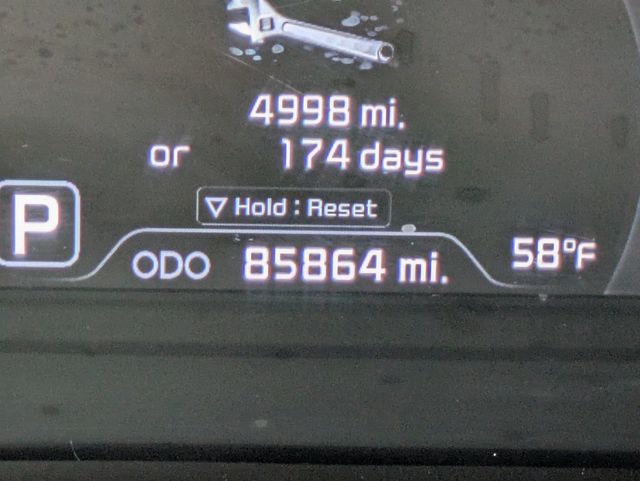 4998 mi.
or 174 days
▽ Hold : Reset
P
ODO 85864 mi.
58°F